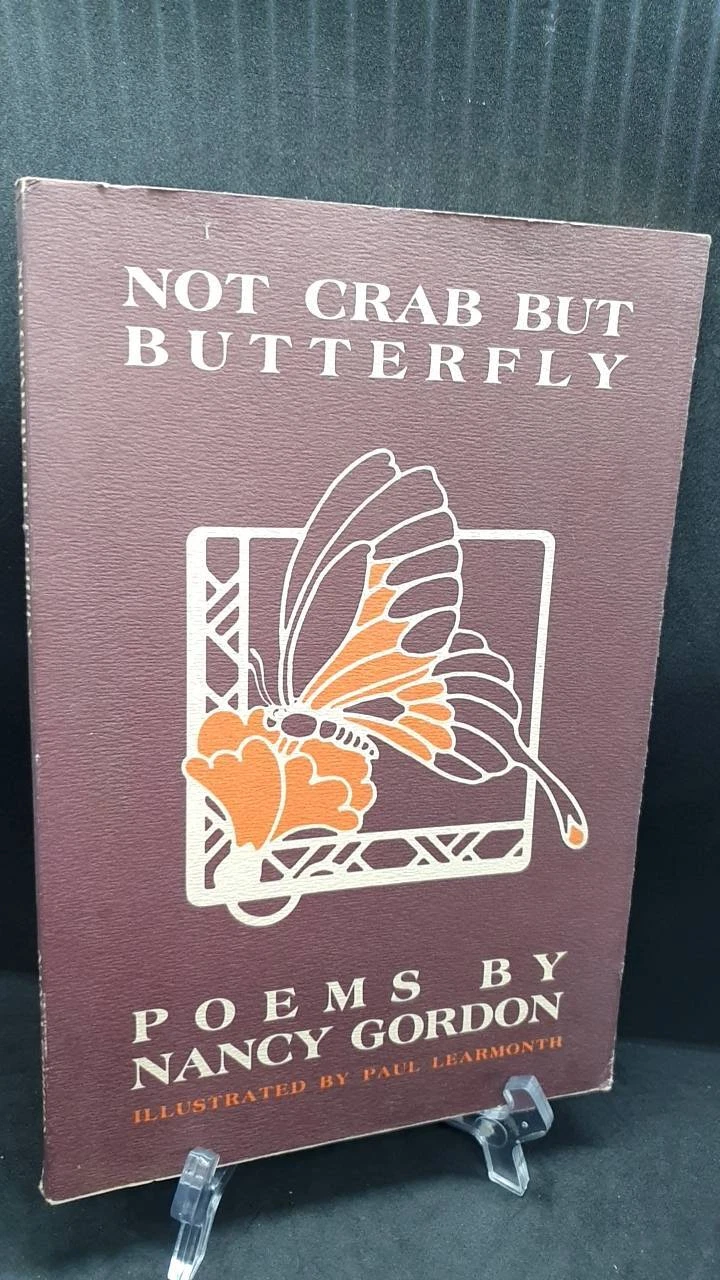 NOT CRAB BUT
BUTTERFLY
POEMS BY
NANCY GORDON
ILLUSTRATED BY PAUL LEARMONTH